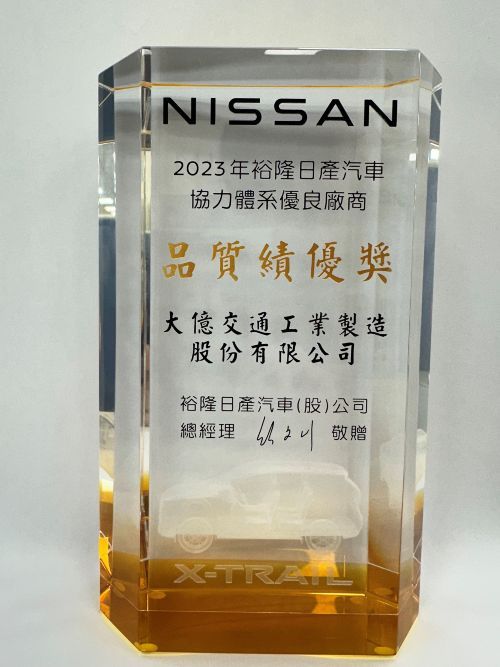 NISSAN
2023年裕隆日產汽車
協力體系優良廠商
品質績優獎
大億交通工業製造
股份有限公司
裕隆日產汽車(股)公司
總經理 敬贈
X-TRAIL